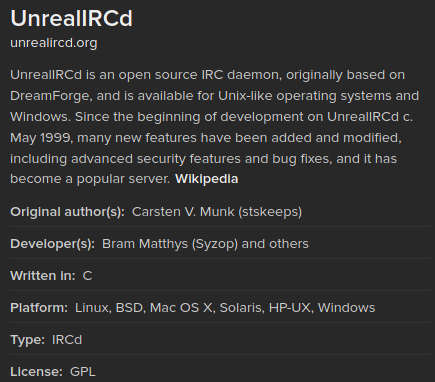 UnrealIRCd
unrealircd.org
UnrealIRCd is an open source IRC daemon, originally based on
DreamForge, and is available for Unix-like operating systems and
Windows. Since the beginning of development on UnrealIRCd c.
May 1999, many new features have been added and modified,
including advanced security features and bug fixes, and it has
become a popular server. Wikipedia
Original author(s): Carsten V. Munk (stskeeps)
Developer(s): Bram Matthys (Syzop) and others
Written in: C
Platform: Linux, BSD, Mac OS X, Solaris, HP-UX, Windows
Type: IRCd
License: GPL